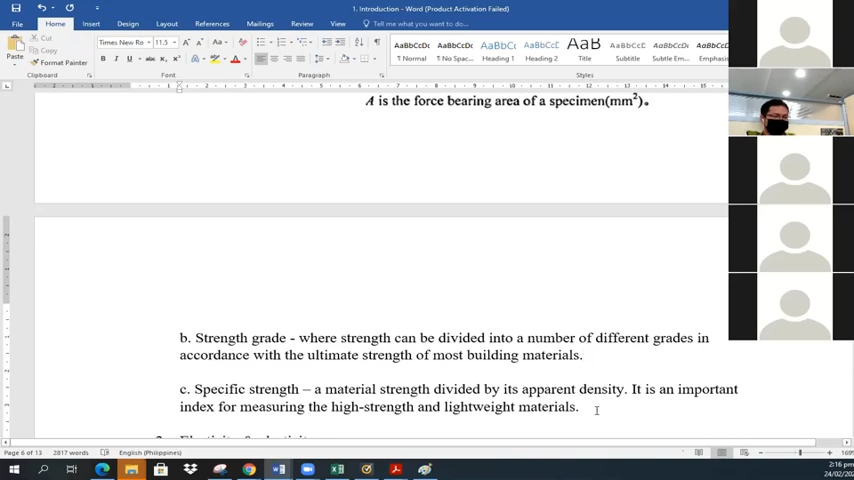 1. Introduction - Word (Product Activation Failed)
File Home Insert Design Layout References Mailings Review View Tell me what you want to do
Cut
Copy
Paste
Format Painter
Clipboard
Times New Ro 11.5
Font
Paragraph
AaBbCcDc AaBbCcDc AaBbCc AaBbCcC AaB AaBbCcD AaBbCcDc AaBbCcDc
¶ Normal ¶ No Spac... Heading 1 Heading 2 Title Subtitle Subtle Em... Emphasis
Styles
A is the force bearing area of a specimen(mm²)。
b. Strength grade - where strength can be divided into a number of different grades in
accordance with the ultimate strength of most building materials.
c. Specific strength – a material strength divided by its apparent density. It is an important
index for measuring the high-strength and lightweight materials.
Page 6 of 13 2817 words English (Philippines)
2:16 pm